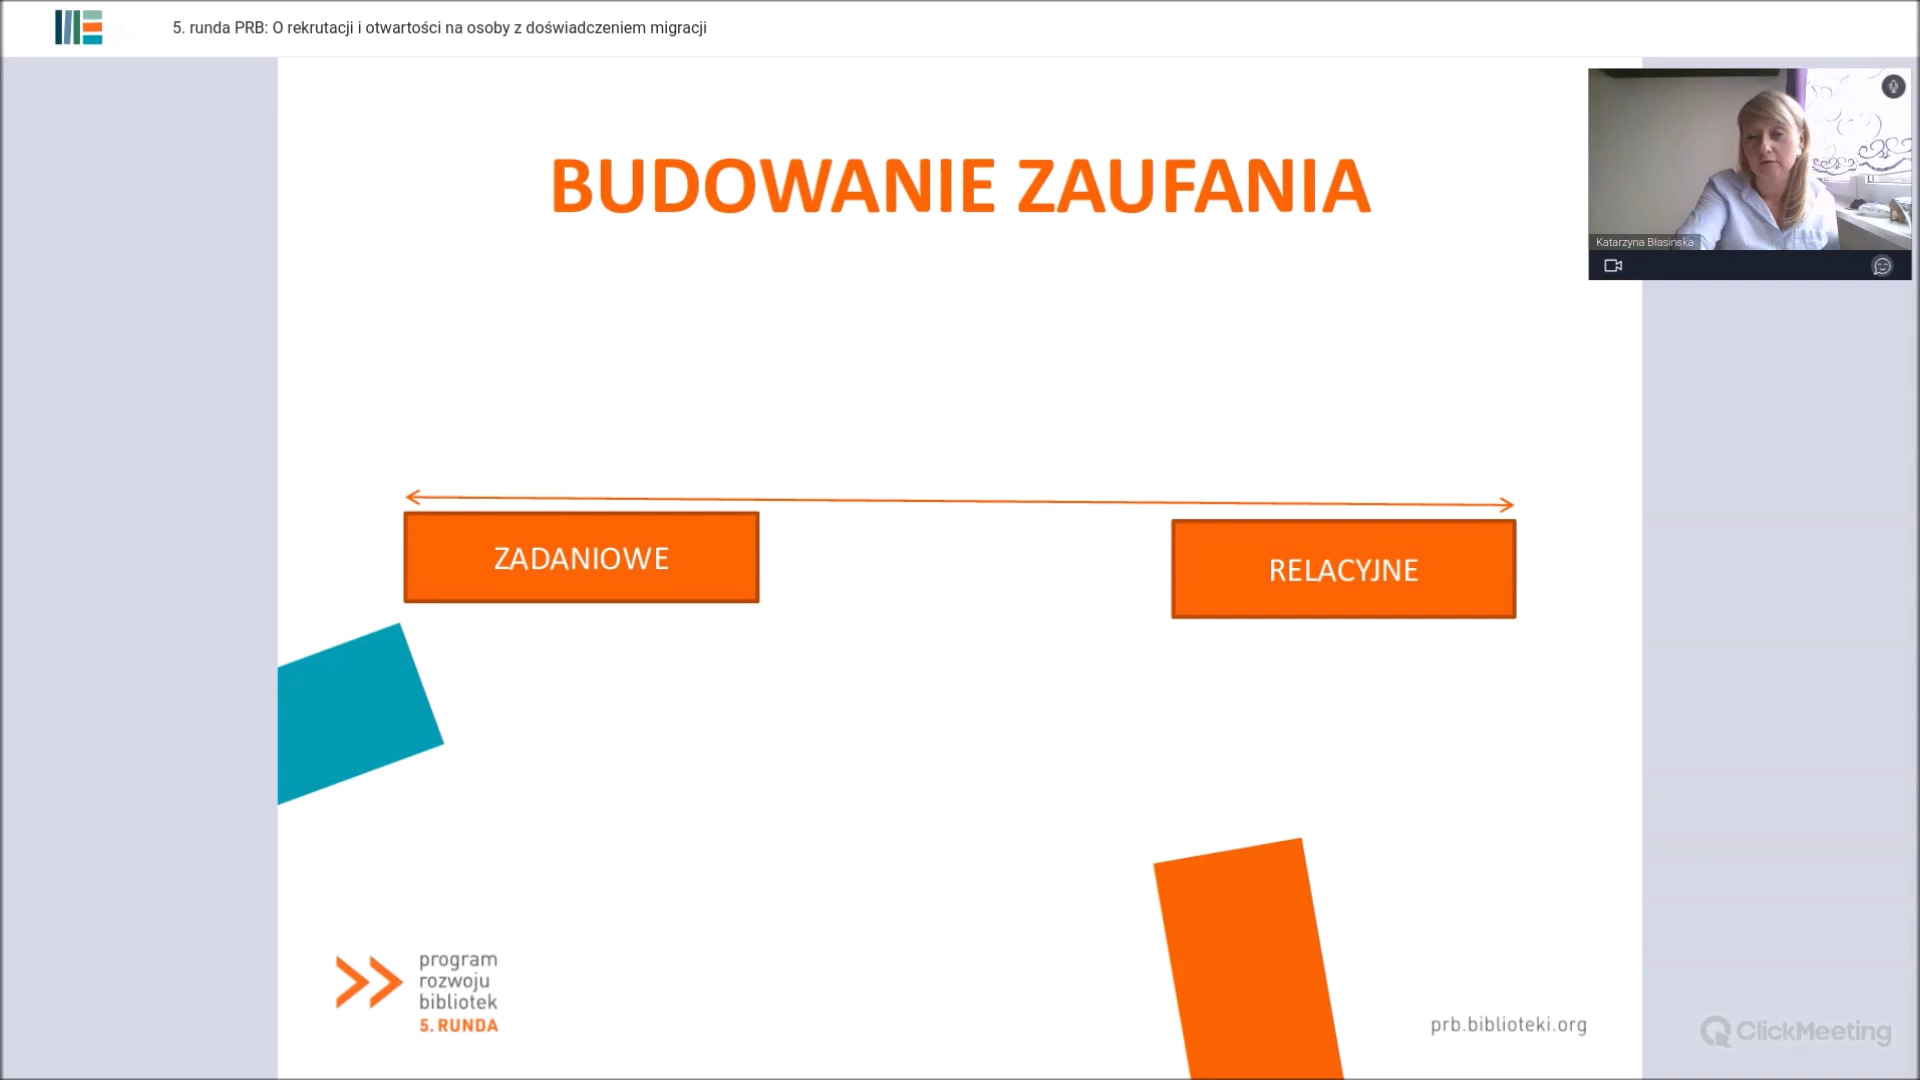 5. runda PRB: O rekrutacji i otwartości na osoby z doświadczeniem migracji
BUDOWANIE ZAUFANIA
Katarzyna Błasińska
ZADANIOWE
RELACYJNE
program
rozwoju
bibliotek
5. RUNDA
prb.biblioteki.org
ClickMeeting